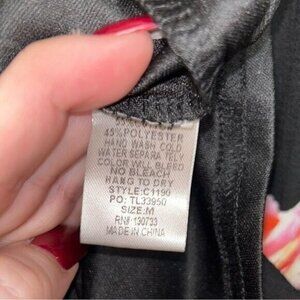 45%POLYESTER
HAND WASH COLD
WATER SEPARATELY
COLOR WILL BLEED
NO BLEACH
HANG TO DRY
STYLE:C1190
PO: TL33950
SIZE:M
RN#:130733
MADE IN CHINA